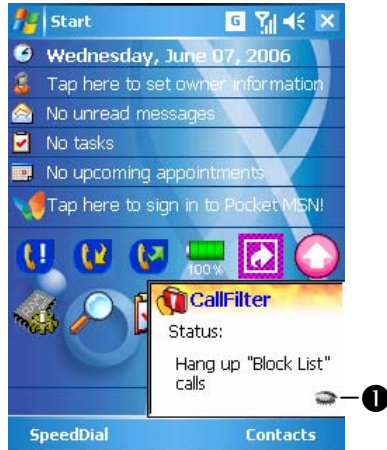 Start
G
Wednesday, June 07, 2006
Tap here to set owner information
No unread messages
No tasks
No upcoming appointments
Tap here to sign in to Pocket MSN!
100%
CallFilter
Status:
Hang up "Block List"
calls
❶
SpeedDial Contacts